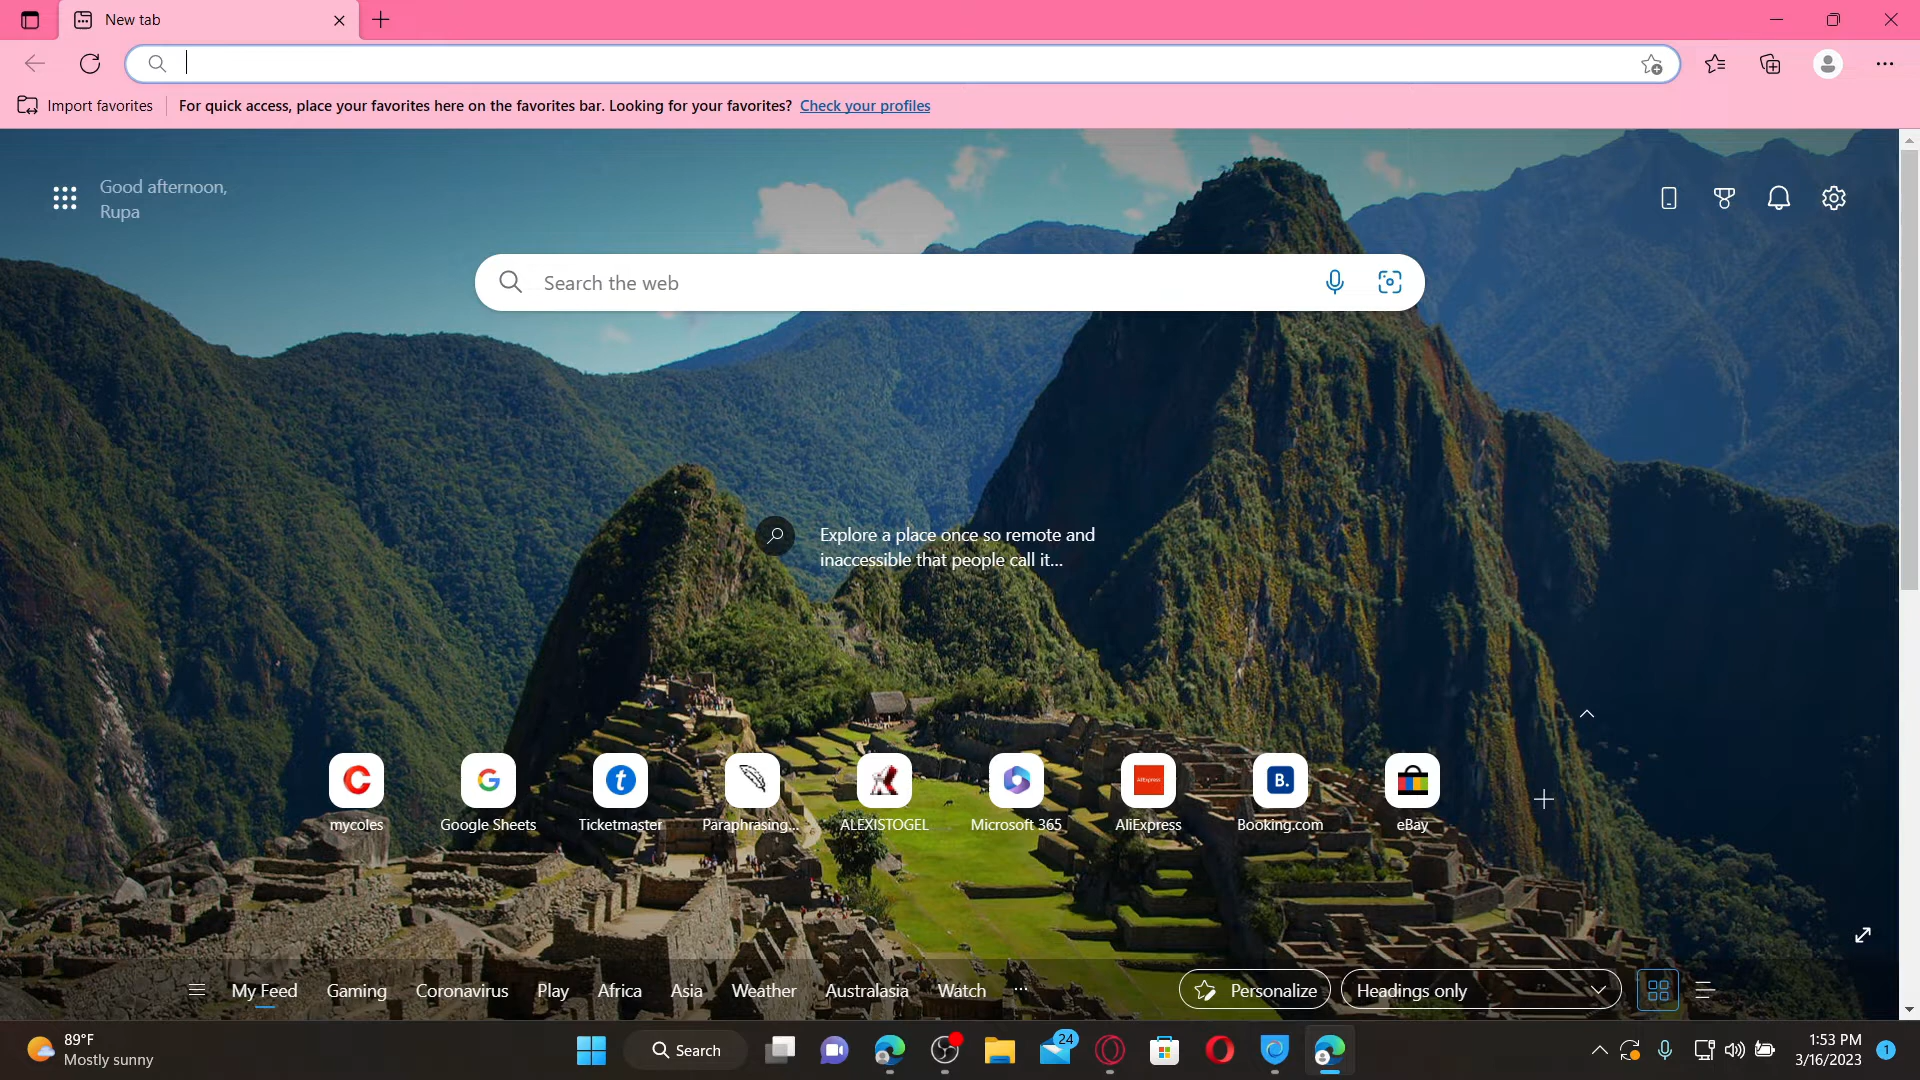 New tab
Import favorites
For quick access, place your favorites here on the favorites bar. Looking for your favorites? Check your profiles
Good afternoon,
Rupa
Search the web
Explore a place once so remote and
inaccessible that people call it...
C
G
t
AliExpress
B.
mycoles
Google Sheets
Ticketmaster
Paraphrasing...
ALEXISTOGEL
Microsoft 365
AliExpress
Booking.com
eBay
My Feed
Gaming
Coronavirus
Play
Africa
Asia
Weather
Australasia
Watch
...
Personalize
Headings only
89°F
Mostly sunny
Search
24
1:53 PM
3/16/2023
1